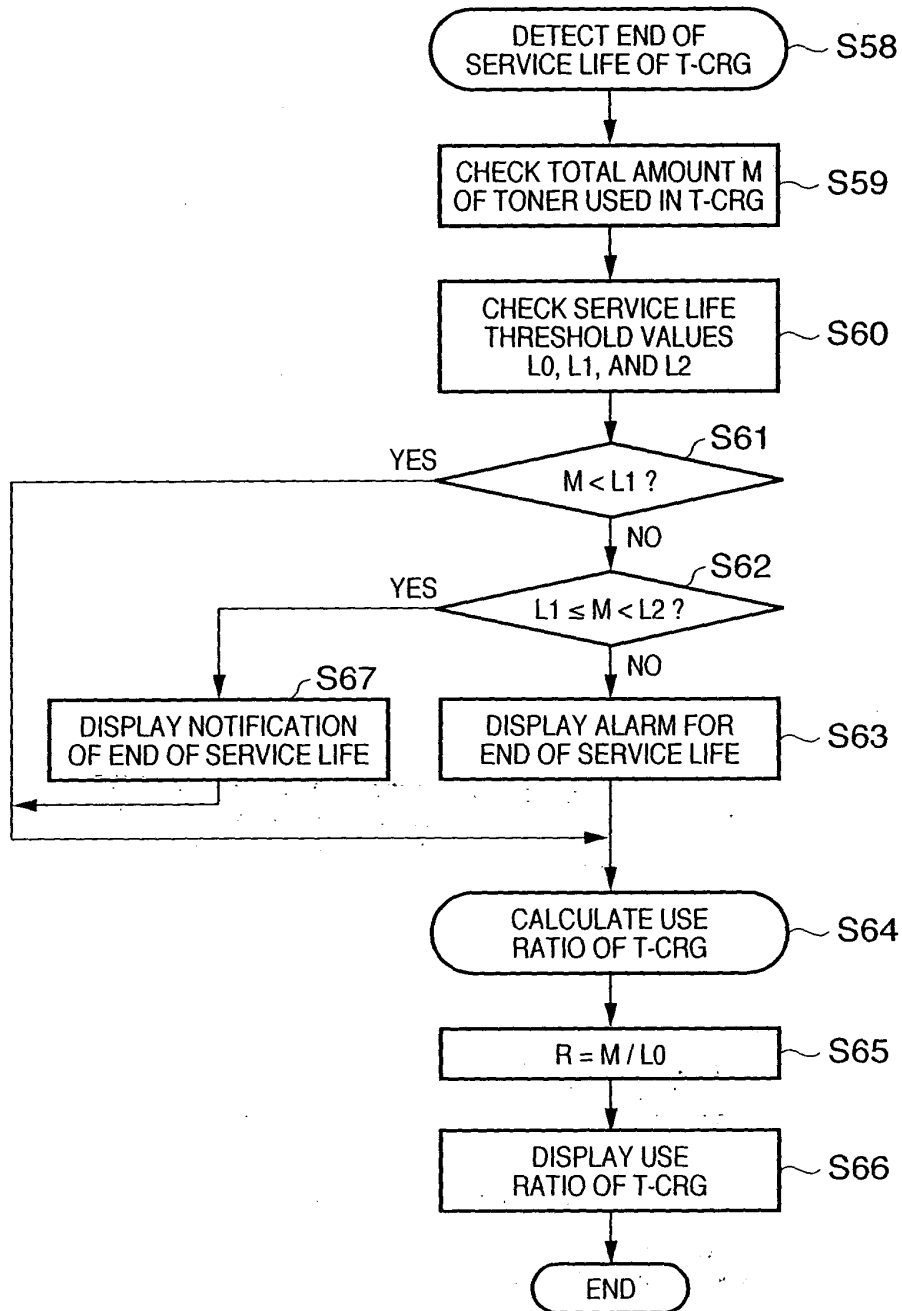 DETECT END OF
SERVICE LIFE OF T-CRG
S58
CHECK TOTAL AMOUNT M
OF TONER USED IN T-CRG
S59
CHECK SERVICE LIFE
THRESHOLD VALUES
L0, L1, AND L2
S60
S61
YES
M < L1 ?
NO
S62
YES
L1 ≤ M < L2 ?
NO
S67
DISPLAY NOTIFICATION
OF END OF SERVICE LIFE
DISPLAY ALARM FOR
END OF SERVICE LIFE
S63
CALCULATE USE
RATIO OF T-CRG
S64
R = M / L0
S65
DISPLAY USE
RATIO OF T-CRG
S66
END